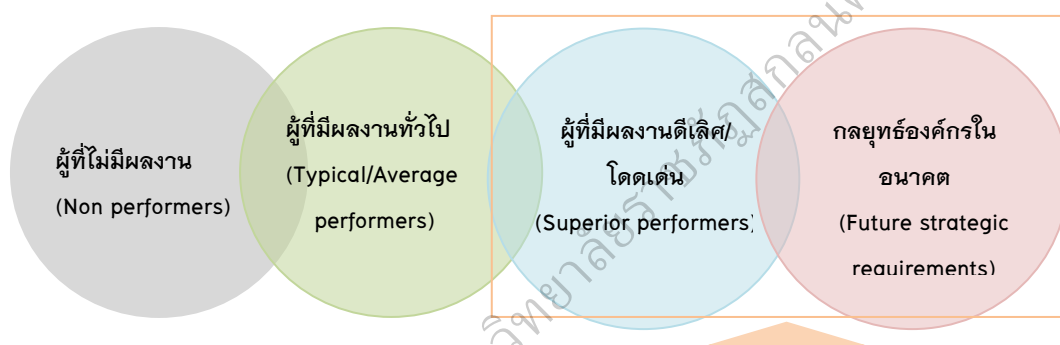 ผู้ที่ไม่มีผลงาน
(Non performers)
ผู้ที่มีผลงานทั่วไป
(Typical/Average
performers)
ผู้ที่มีผลงานดีเลิศ/
โดดเด่น
(Superior performers)
กลยุทธ์องค์กรใน
อนาคต
(Future strategic
requirements)